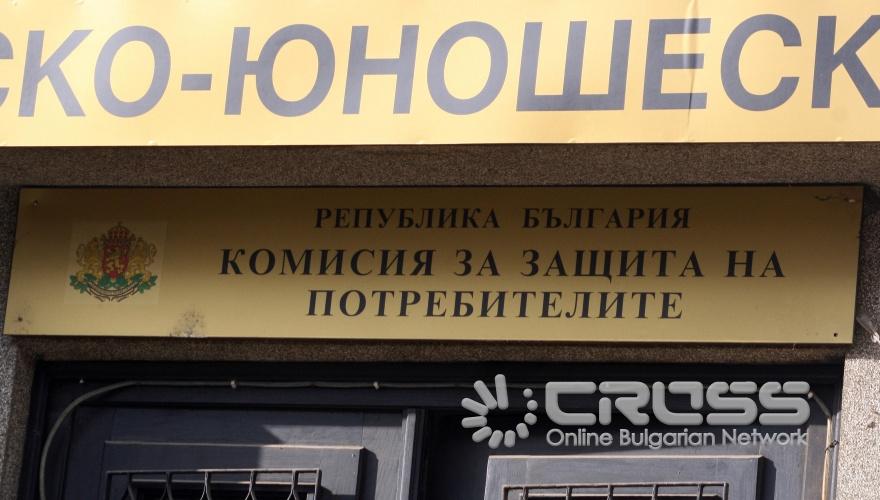 СКО-ЮНОШЕСК
РЕПУБЛИКА БЪЛГАРИЯ
КОМИСИЯ ЗА ЗАЩИТА НА
ПОТРЕБИТЕЛИТЕ
CROSS
Online Bulgarian Network